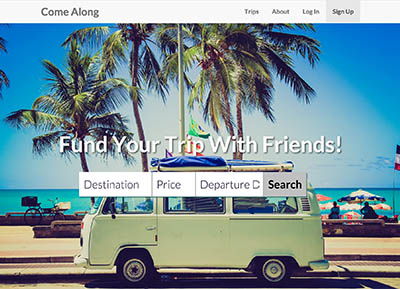 Come Along Trips About Log In Sign Up
Fund Your Trip With Friends!
Destination Price Departure D Search